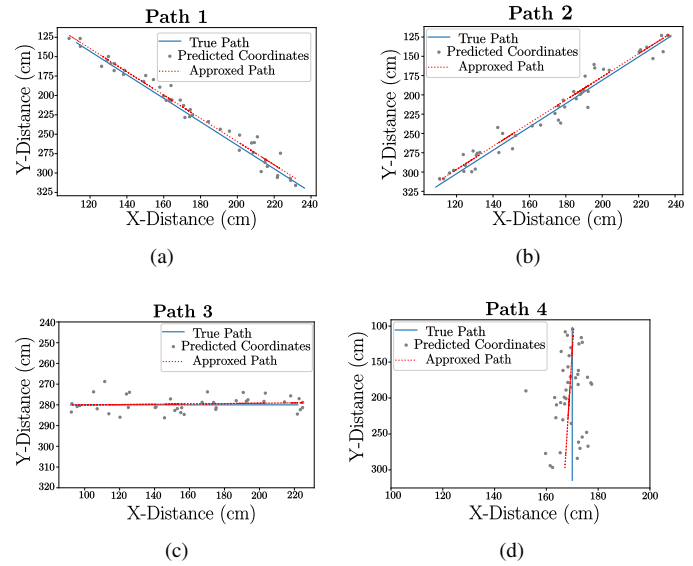 Path 1
125
150
175
200
225
250
275
300
325
Y-Distance (cm)
True Path
Predicted Coordinates
Approxed Path
120 140 160 180 200 220 240
X-Distance (cm)
(a)
Path 2
125
150
175
200
225
250
275
300
325
Y-Distance (cm)
True Path
Predicted Coordinates
Approxed Path
120 140 160 180 200 220 240
X-Distance (cm)
(b)
Path 3
240
250
260
270
280
290
300
310
320
Y-Distance (cm)
True Path
Predicted Coordinates
Approxed Path
100 120 140 160 180 200 220
X-Distance (cm)
(c)
Path 4
100
150
200
250
300
Y-Distance (cm)
True Path
Predicted Coordinates
Approxed Path
100 120 140 160 180 200
X-Distance (cm)
(d)